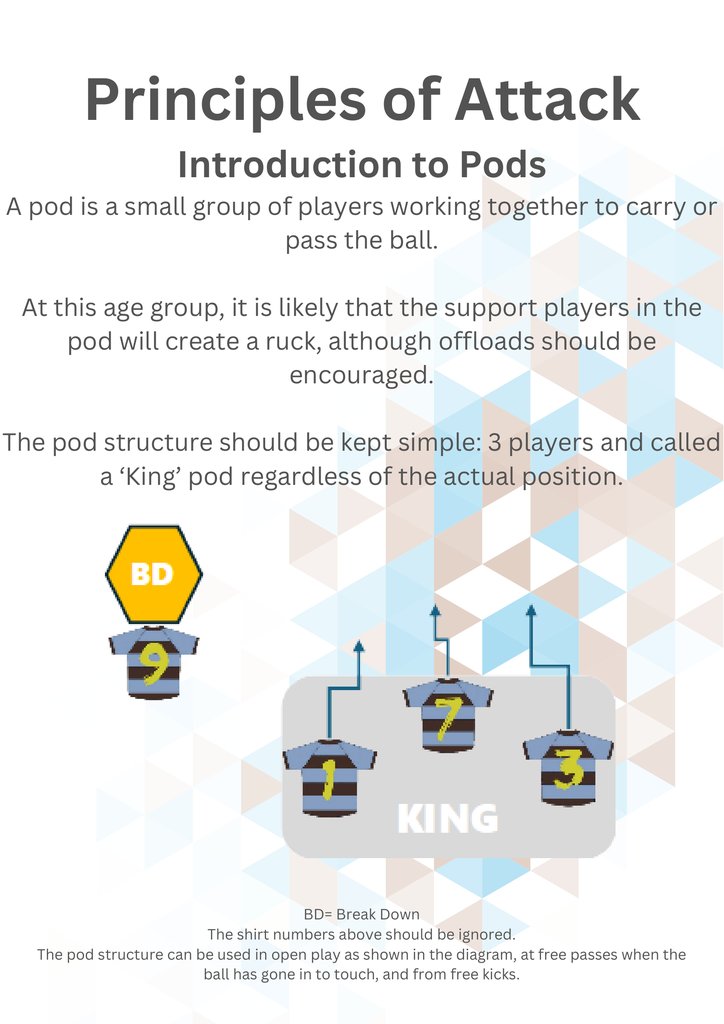 Principles of Attack
Introduction to Pods
A pod is a small group of players working together to carry or
pass the ball.
At this age group, it is likely that the support players in the
pod will create a ruck, although offloads should be
encouraged.
The pod structure should be kept simple: 3 players and called
a ‘King’ pod regardless of the actual position.
BD
9
7
1
3
KING
BD= Break Down
The shirt numbers above should be ignored.
The pod structure can be used in open play as shown in the diagram, at free passes when the
ball has gone in to touch, and from free kicks.